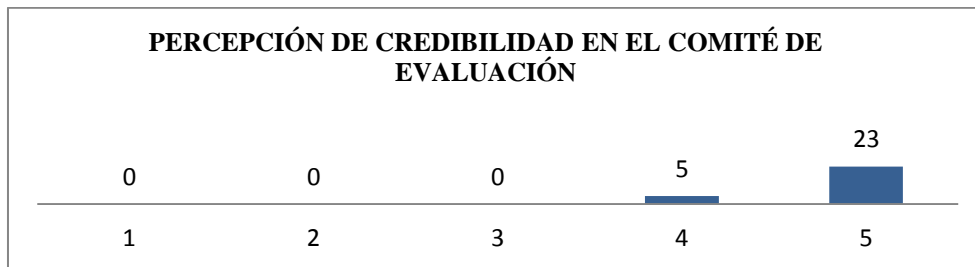 PERCEPCIÓN DE CREDIBILIDAD EN EL COMITÉ DE
EVALUACIÓN
0 0 0 5 23
1 2 3 4 5